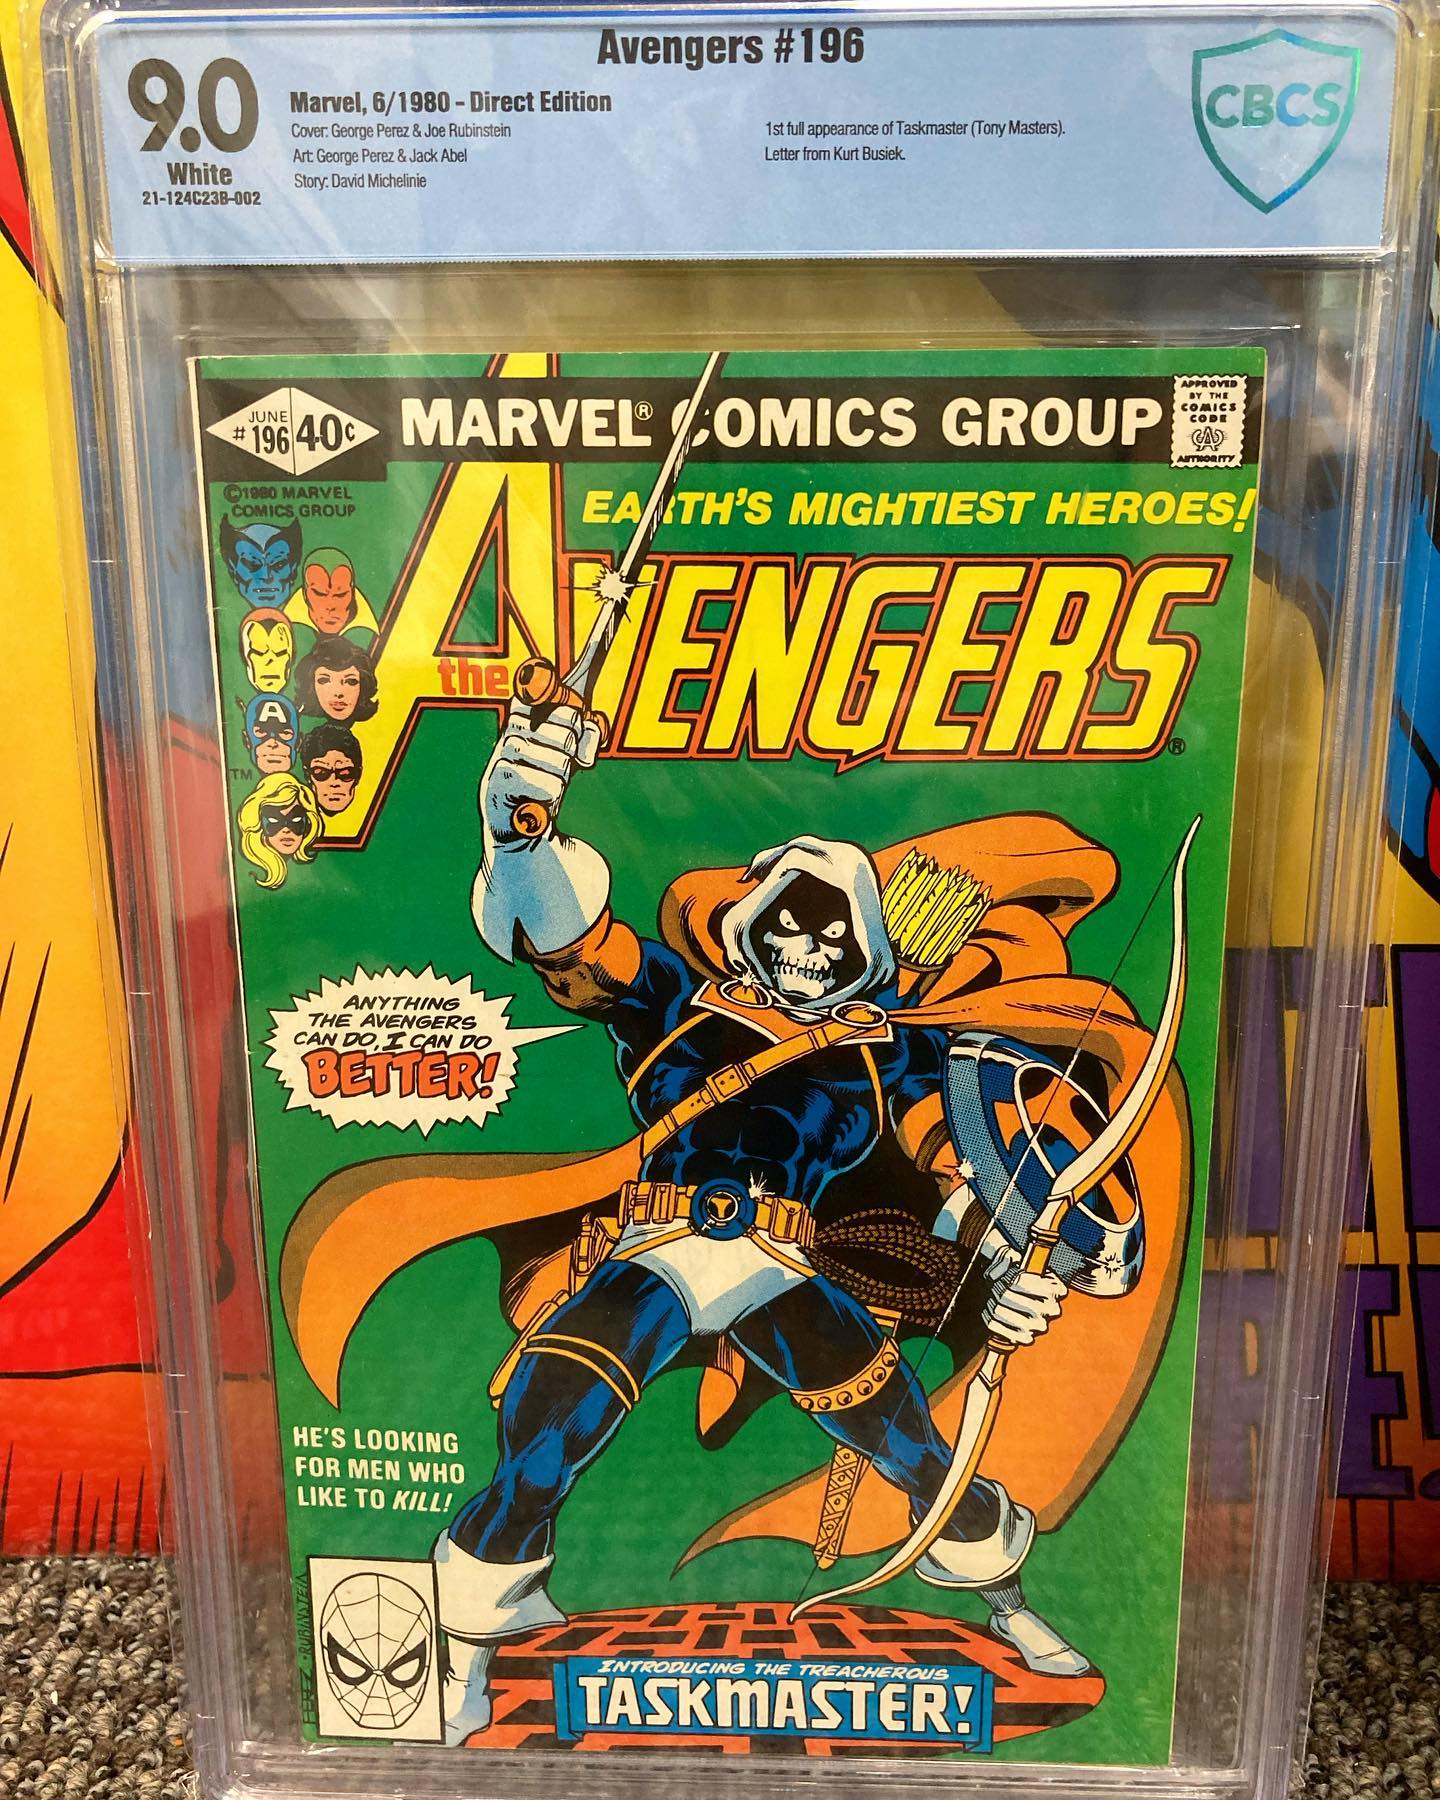 Avengers #196
9.0
White
21-124C23B-002
Marvel, 6/1980 - Direct Edition
Cover: George Perez & Joe Rubinstein
Art: George Perez & Jack Abel
Story: David Michelinie
1st full appearance of Taskmaster (Tony Masters).
Letter from Kurt Busiek.
CBCS
JUNE
# 196 40¢
MARVEL® COMICS GROUP
APPROVED
BY THE
COMICS
CODE
CA
AUTHORITY
©1980 MARVEL
COMICS GROUP
EARTH'S MIGHTIEST HEROES!
the AVENGERS®
A
TM
ANYTHING
THE AVENGERS
CAN DO, I CAN DO
BETTER!
HE'S LOOKING
FOR MEN WHO
LIKE TO KILL!
PEREZ · RUBINSTEIN
INTRODUCING THE TREACHEROUS
TASKMASTER!